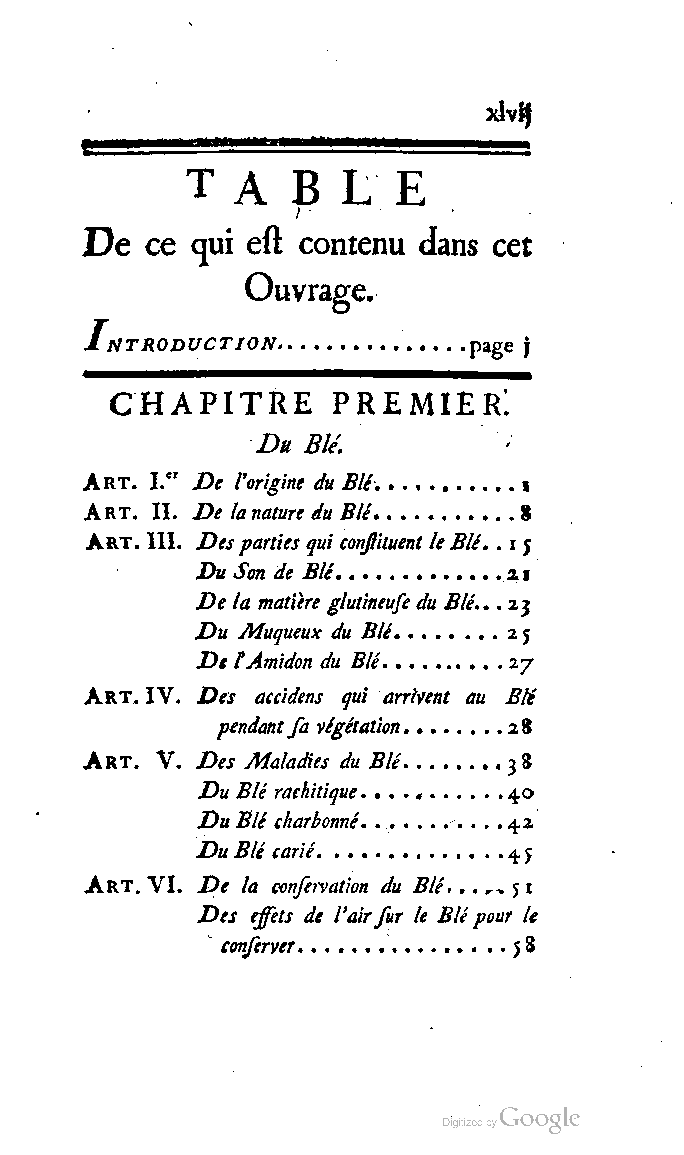 xlvij
TABLE
De ce qui eſt contenu dans cet
Ouvrage.
INTRODUCTION...............page j
CHAPITRE PREMIER.
Du Blé.
ART. I.er De l'origine du Blé............1
ART. II. De la nature du Blé............8
ART. III. Des parties qui conſtituent le Blé..15
Du Son de Blé.............21
De la matière glutineuſe du Blé...23
Du Muqueux du Blé........25
De l'Amidon du Blé..........27
ART. IV. Des accidens qui arrivent au Blé
pendant ſa végétation........28
ART. V. Des Maladies du Blé........38
Du Blé rachitique............40
Du Blé charbonné............42
Du Blé carié..............45
ART. VI. De la conſervation du Blé......51
Des effets de l'air ſur le Blé pour le
conſerver................58
Digitized by Google